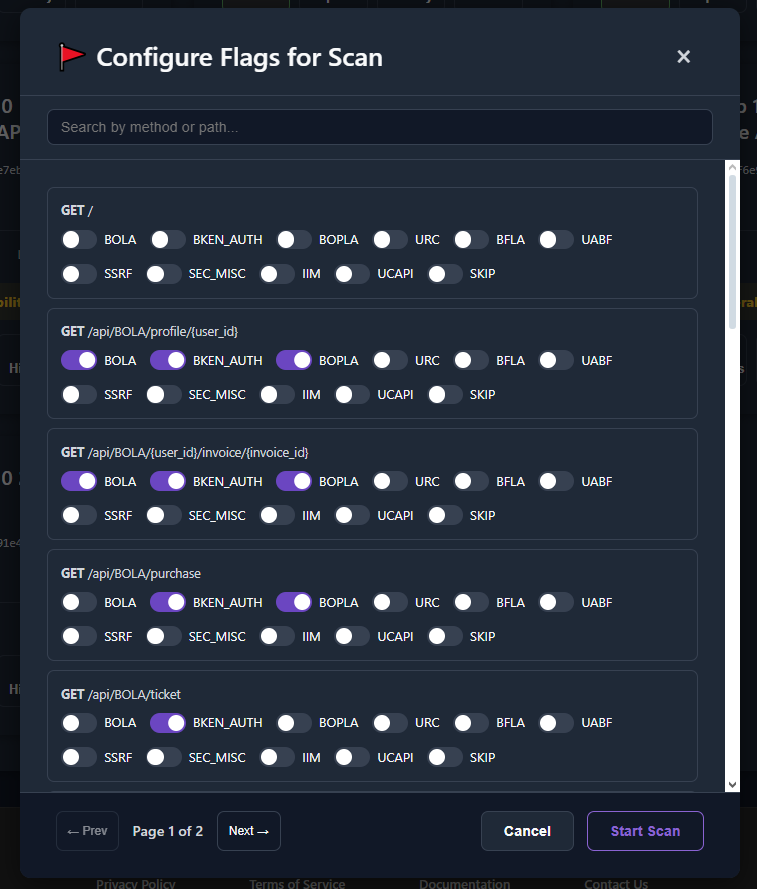 Configure Flags for Scan
×
Search by method or path...
GET /
BOLA BKEN_AUTH BOPLA URC BFLA UABF
SSRF SEC_MISC IIM UCAPI SKIP
GET /api/BOLA/profile/{user_id}
BOLA BKEN_AUTH BOPLA URC BFLA UABF
SSRF SEC_MISC IIM UCAPI SKIP
GET /api/BOLA/{user_id}/invoice/{invoice_id}
BOLA BKEN_AUTH BOPLA URC BFLA UABF
SSRF SEC_MISC IIM UCAPI SKIP
GET /api/BOLA/purchase
BOLA BKEN_AUTH BOPLA URC BFLA UABF
SSRF SEC_MISC IIM UCAPI SKIP
GET /api/BOLA/ticket
BOLA BKEN_AUTH BOPLA URC BFLA UABF
SSRF SEC_MISC IIM UCAPI SKIP
← Prev Page 1 of 2 Next → Cancel Start Scan
Privacy Policy Terms of Service Documentation Contact Us